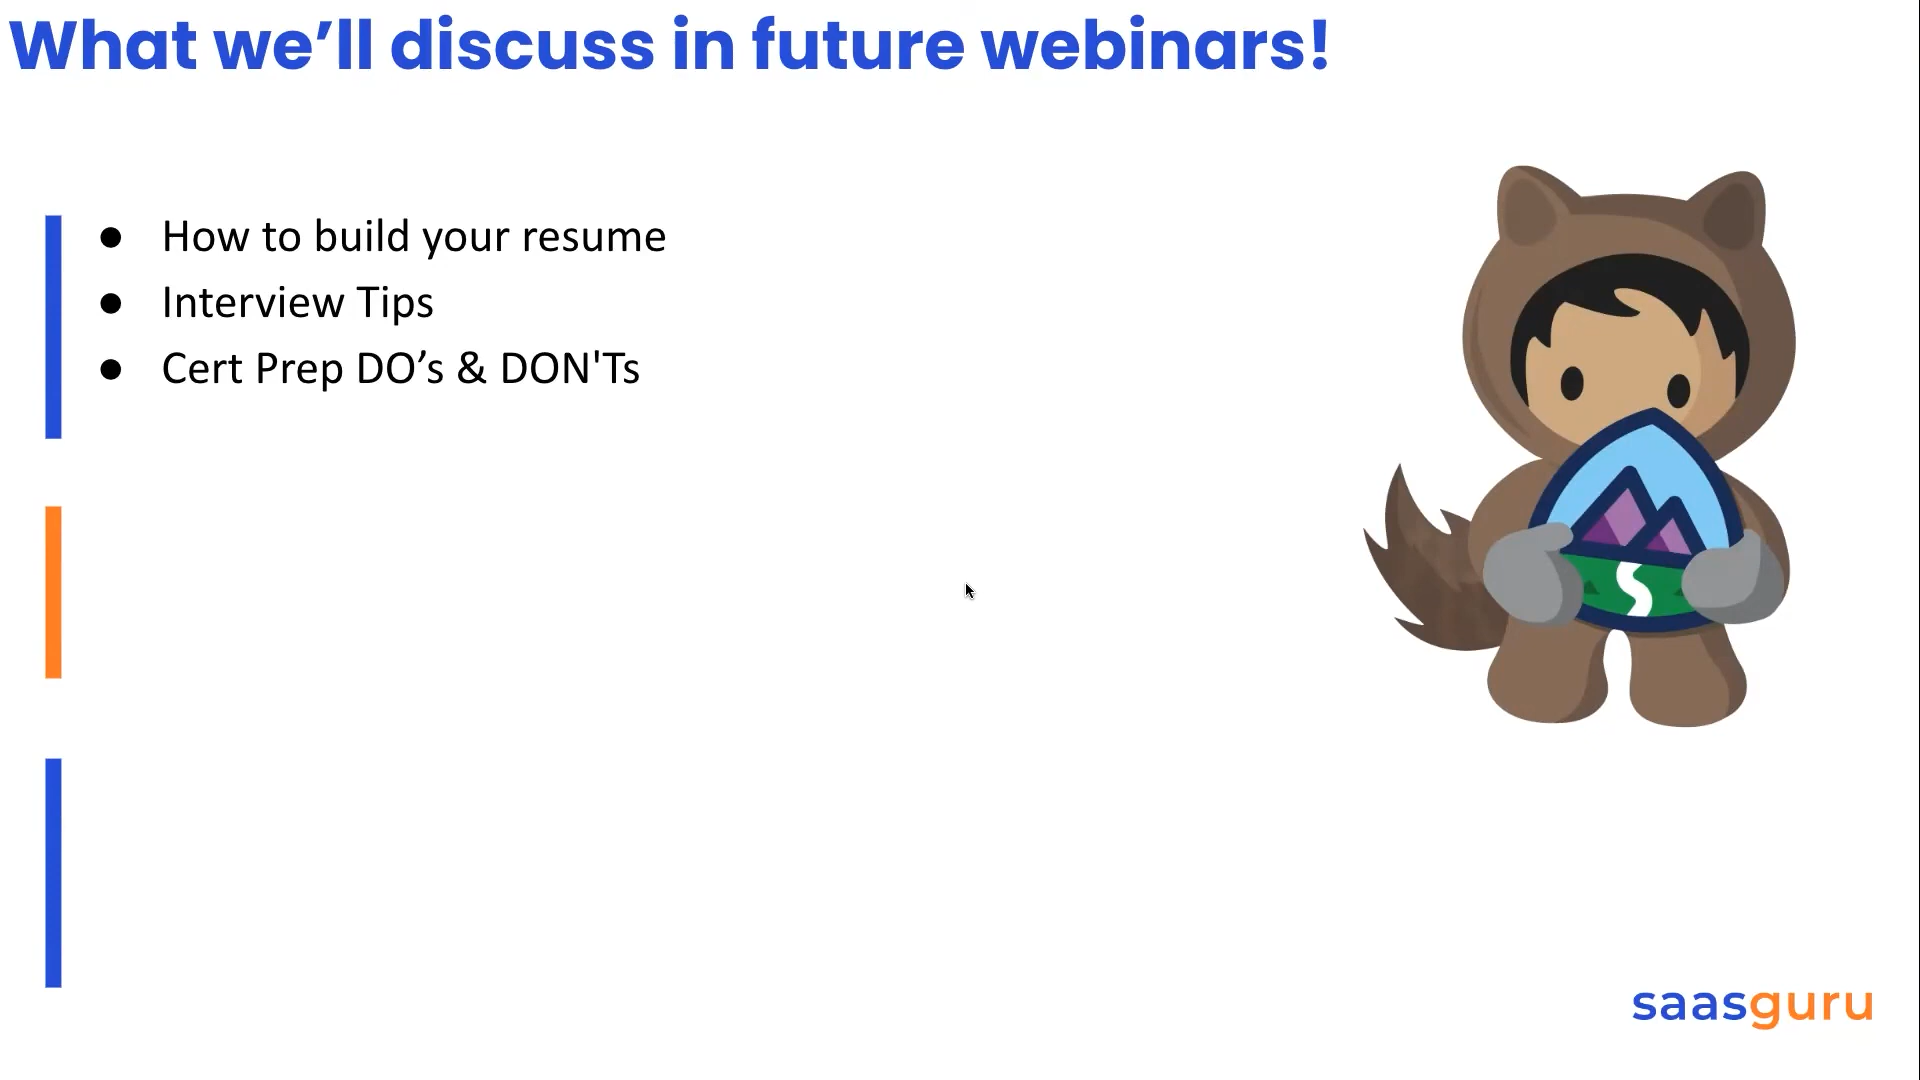 What we’ll discuss in future webinars!
● How to build your resume
● Interview Tips
● Cert Prep DO’s & DON'Ts
saasguru